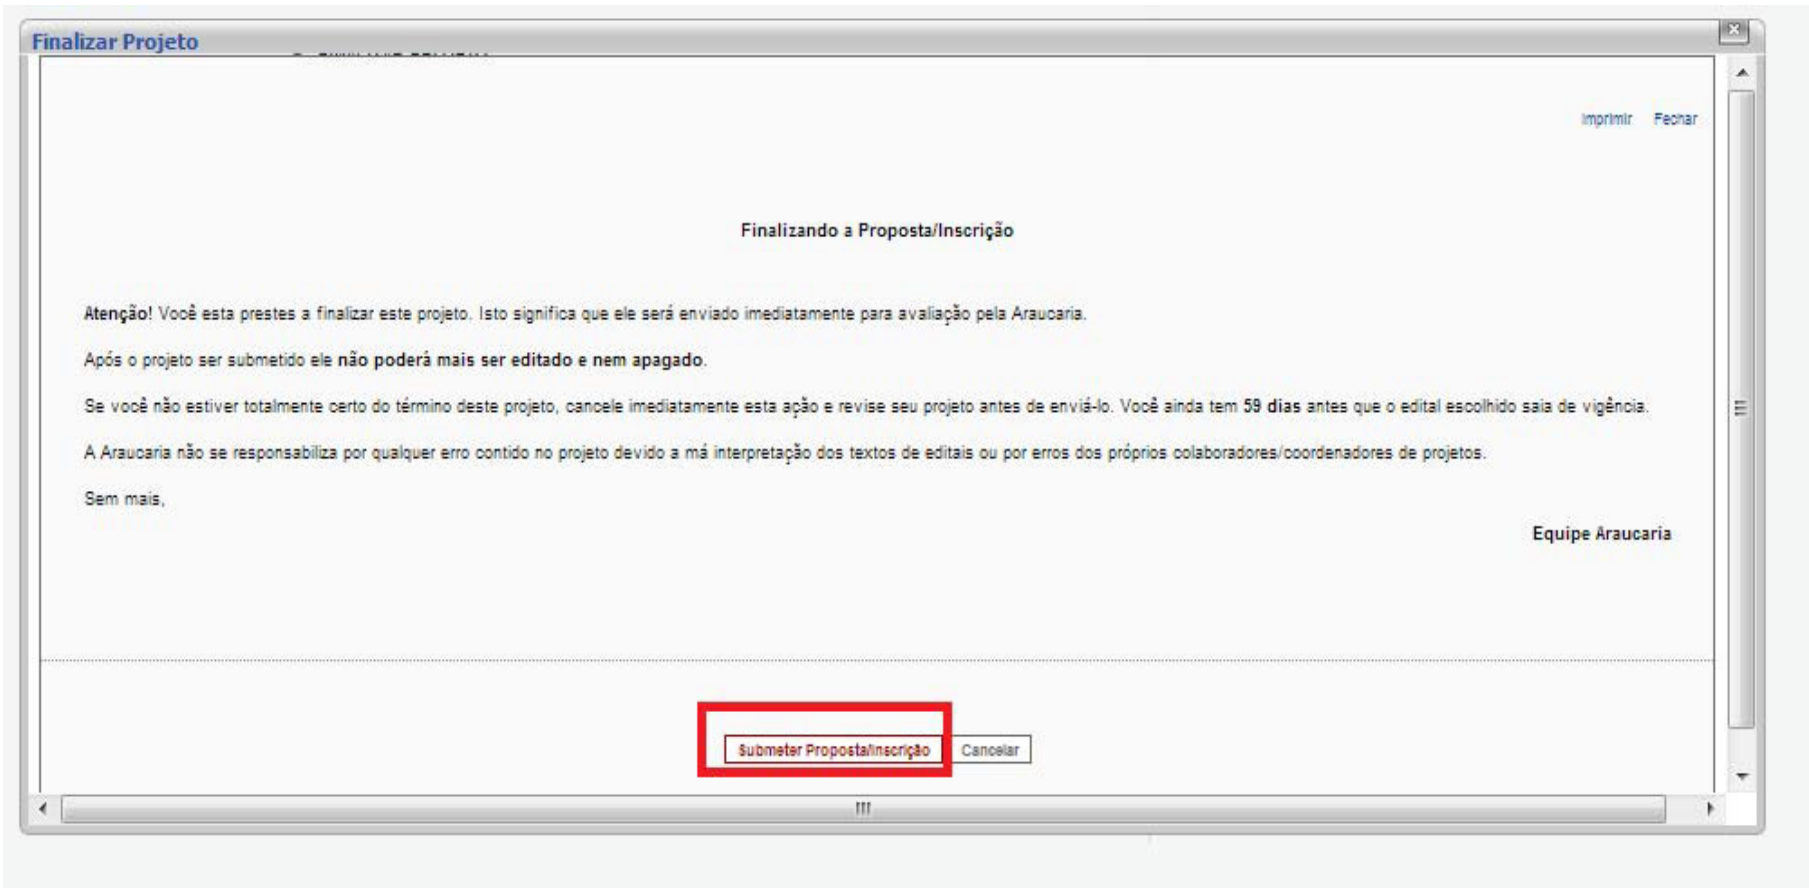 Finalizar Projeto
Imprimir Fechar
Finalizando a Proposta/Inscrição
Atenção! Você esta prestes a finalizar este projeto. Isto significa que ele será enviado imediatamente para avaliação pela Araucaria.
Após o projeto ser submetido ele não poderá mais ser editado e nem apagado.
Se você não estiver totalmente certo do término deste projeto, cancele imediatamente esta ação e revise seu projeto antes de enviá-lo. Você ainda tem 59 dias antes que o edital escolhido saia de vigência.
A Araucaria não se responsabiliza por qualquer erro contido no projeto devido a má interpretação dos textos de editais ou por erros dos próprios colaboradores/coordenadores de projetos.
Sem mais,
Equipe Araucaria
Submeter Proposta/Inscrição Cancelar